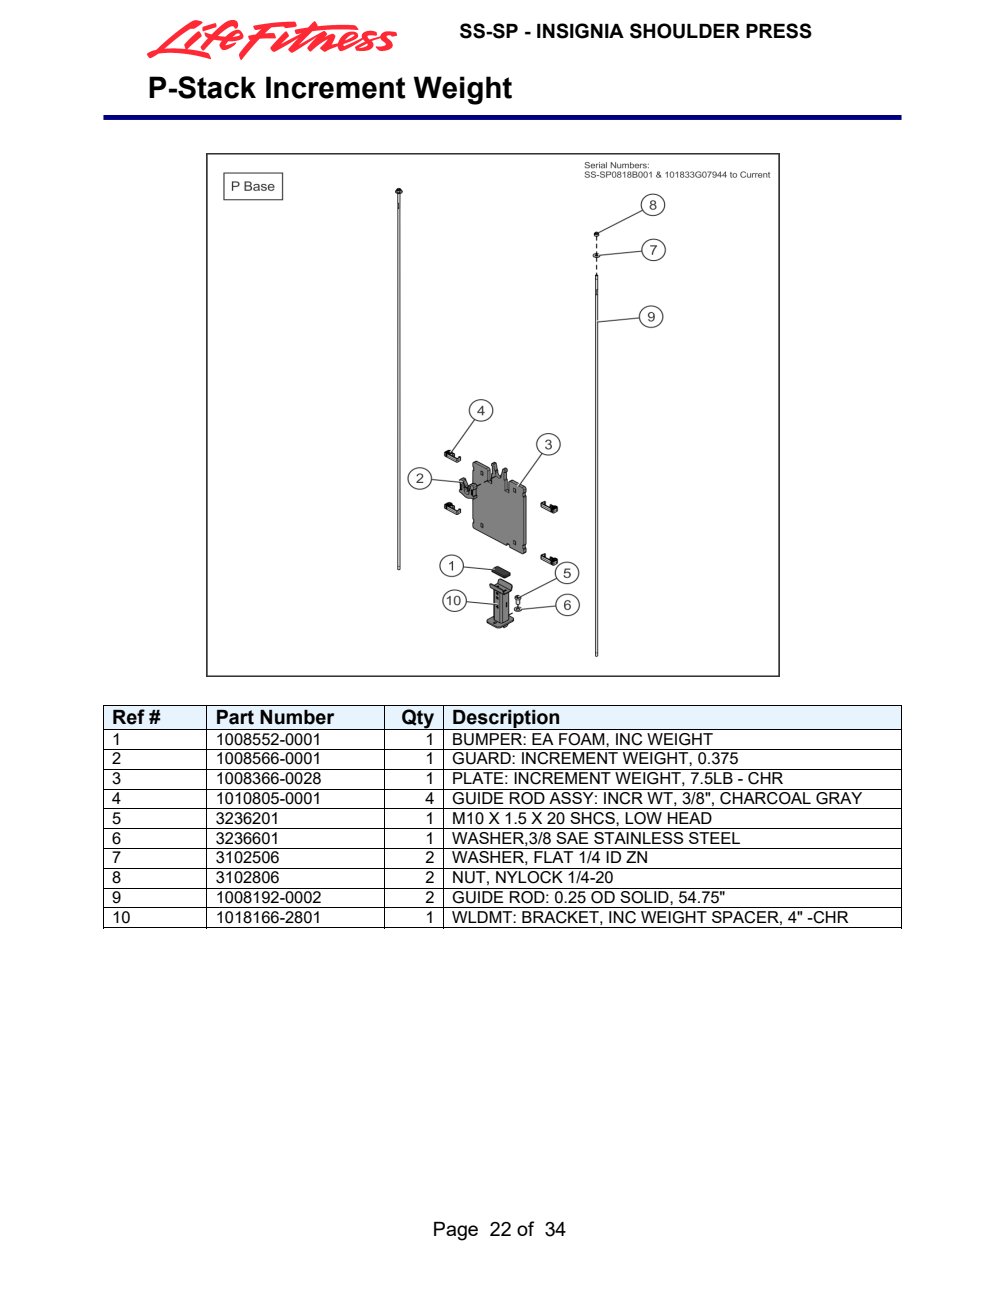 Life Fitness
SS-SP - INSIGNIA SHOULDER PRESS
P-Stack Increment Weight
Serial Numbers:
SS-SP0818B001 & 101833G07944 to Current
P Base
8
7
9
4
3
2
1
5
10
6
Ref # Part Number Qty Description
1 1008552-0001 1 BUMPER: EA FOAM, INC WEIGHT
2 1008566-0001 1 GUARD: INCREMENT WEIGHT, 0.375
3 1008366-0028 1 PLATE: INCREMENT WEIGHT, 7.5LB - CHR
4 1010805-0001 4 GUIDE ROD ASSY: INCR WT, 3/8", CHARCOAL GRAY
5 3236201 1 M10 X 1.5 X 20 SHCS, LOW HEAD
6 3236601 1 WASHER,3/8 SAE STAINLESS STEEL
7 3102506 2 WASHER, FLAT 1/4 ID ZN
8 3102806 2 NUT, NYLOCK 1/4-20
9 1008192-0002 2 GUIDE ROD: 0.25 OD SOLID, 54.75"
10 1018166-2801 1 WLDMT: BRACKET, INC WEIGHT SPACER, 4" -CHR
Page 22 of 34